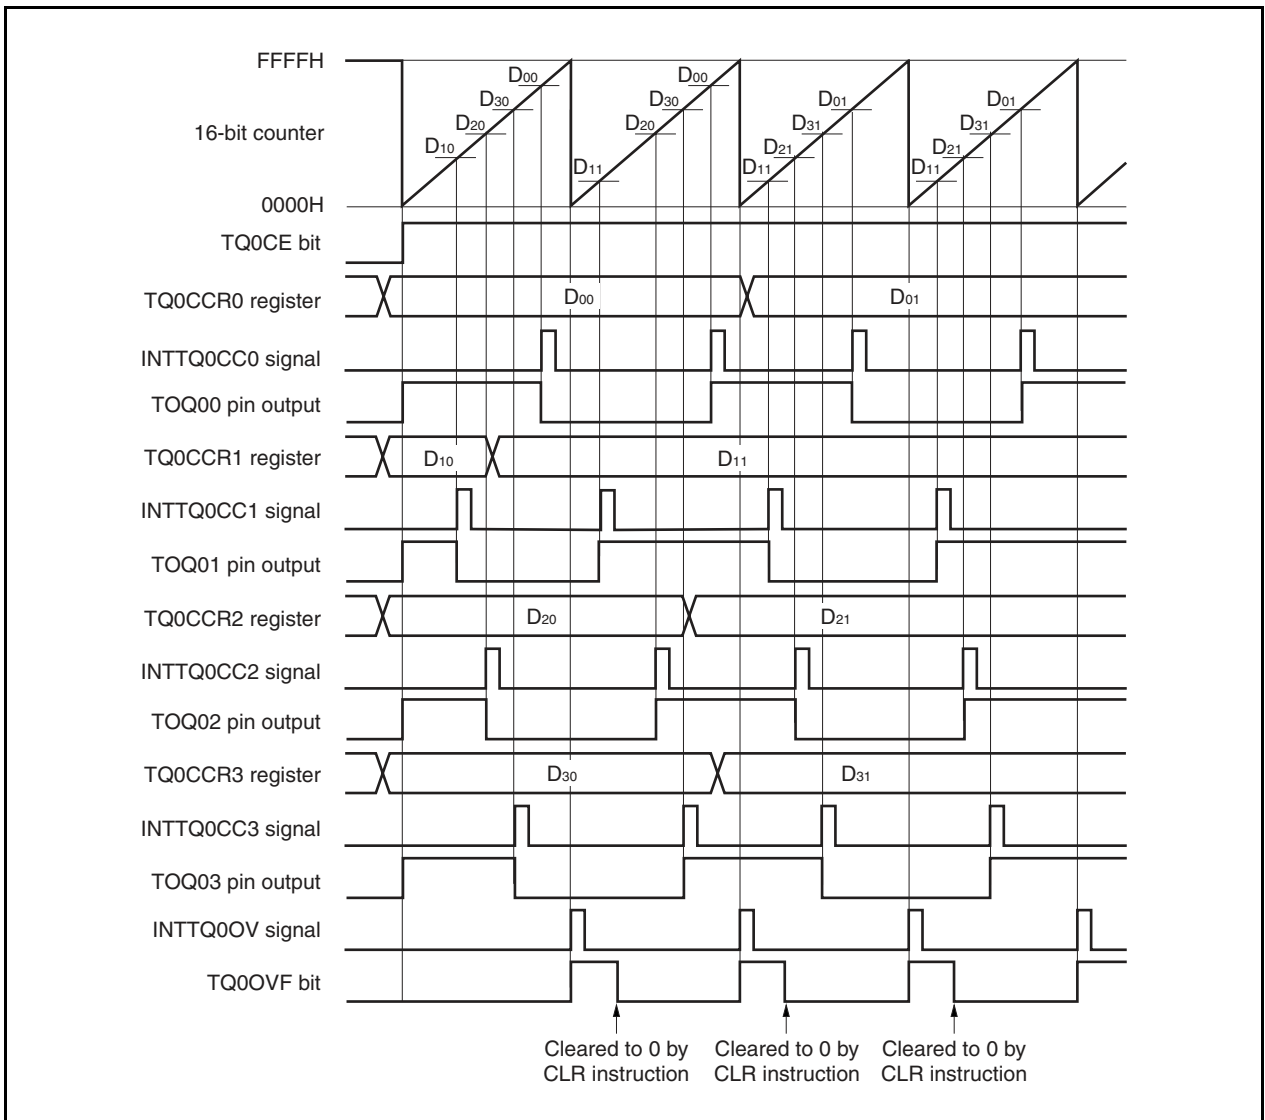 FFFFH
D00 D00
D30 D30 D01 D01
16-bit counter D20 D20 D31 D31
D10 D21 D21
D11 D11 D11
0000H
TQ0CE bit
TQ0CCR0 register D00 D01
INTTQ0CC0 signal
TOQ00 pin output
TQ0CCR1 register D10 D11
INTTQ0CC1 signal
TOQ01 pin output
TQ0CCR2 register D20 D21
INTTQ0CC2 signal
TOQ02 pin output
TQ0CCR3 register D30 D31
INTTQ0CC3 signal
TOQ03 pin output
INTTQ0OV signal
TQ0OVF bit
Cleared to 0 by
CLR instruction
Cleared to 0 by
CLR instruction
Cleared to 0 by
CLR instruction